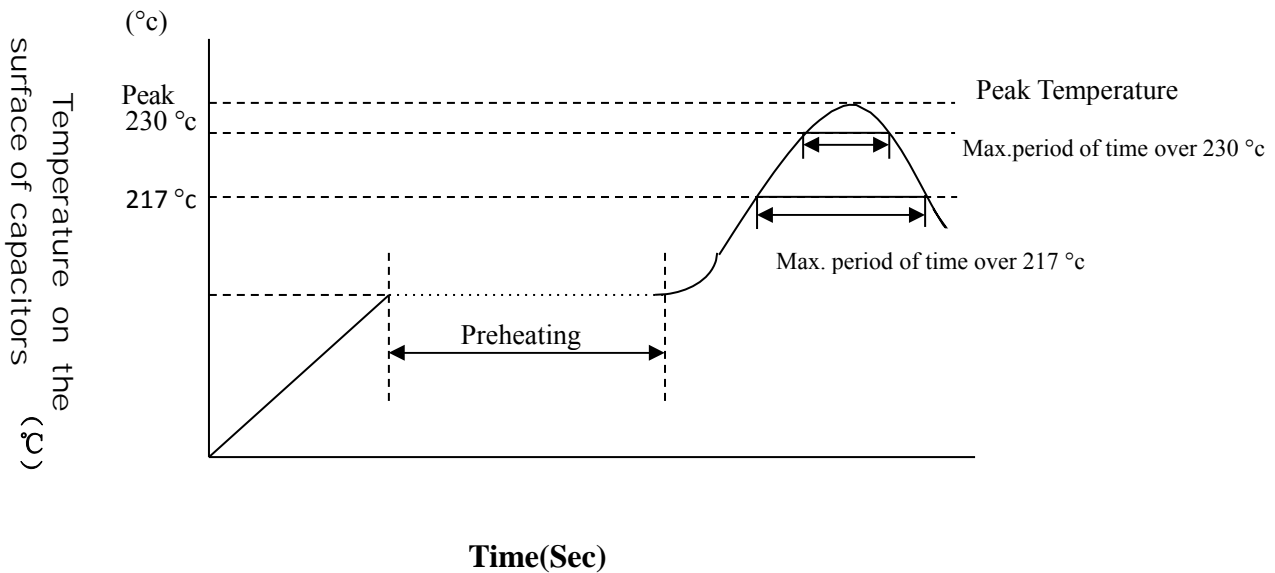 (°c)
Temperature on the
surface of capacitors (℃)
Peak
230 °c
217 °c
Peak Temperature
Max.period of time over 230 °c
Max. period of time over 217 °c
Preheating
Time(Sec)